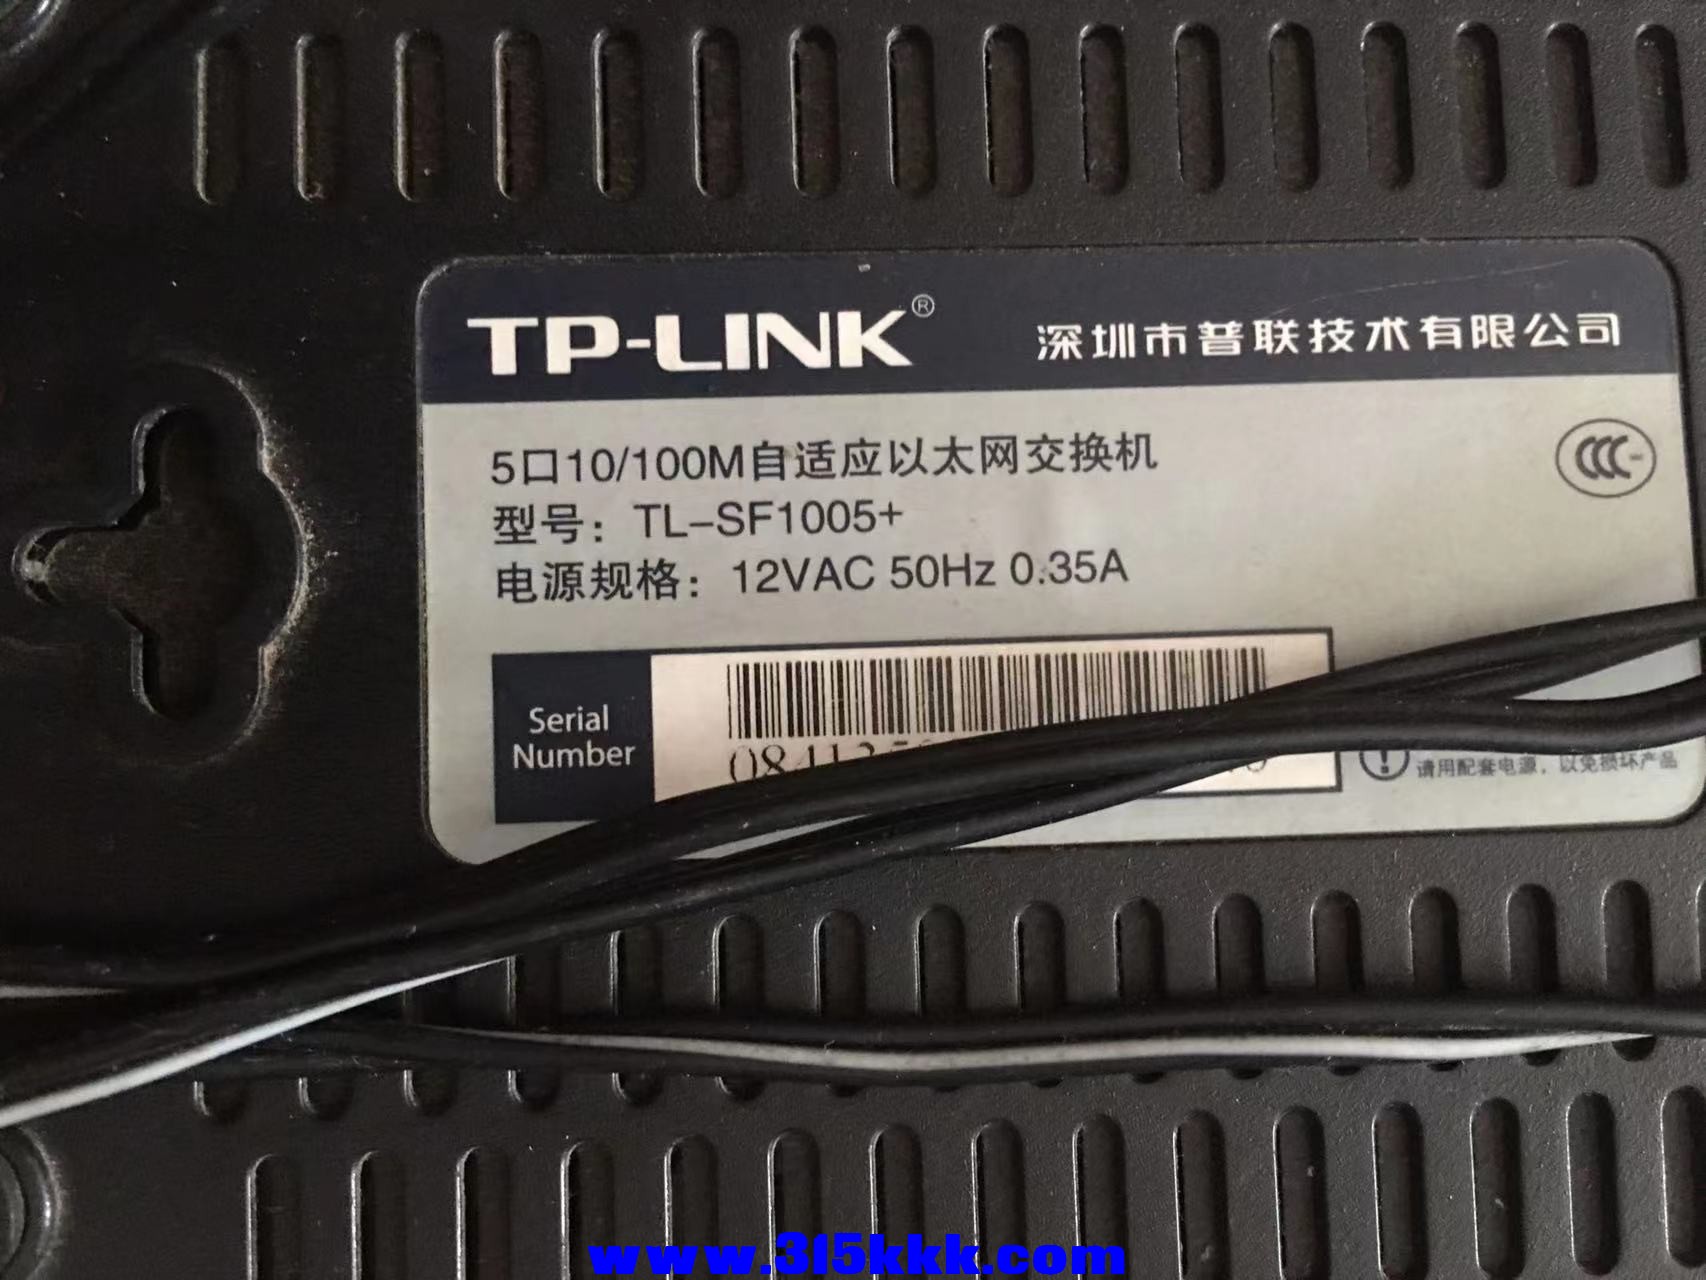 TP-LINK® 深圳市普联技术有限公司
CCC
5口10/100M自适应以太网交换机
型号：TL-SF1005+
电源规格：12VAC 50Hz 0.35A
Serial
Number
请用配套电源，以免损坏产品
www.315kkk.com